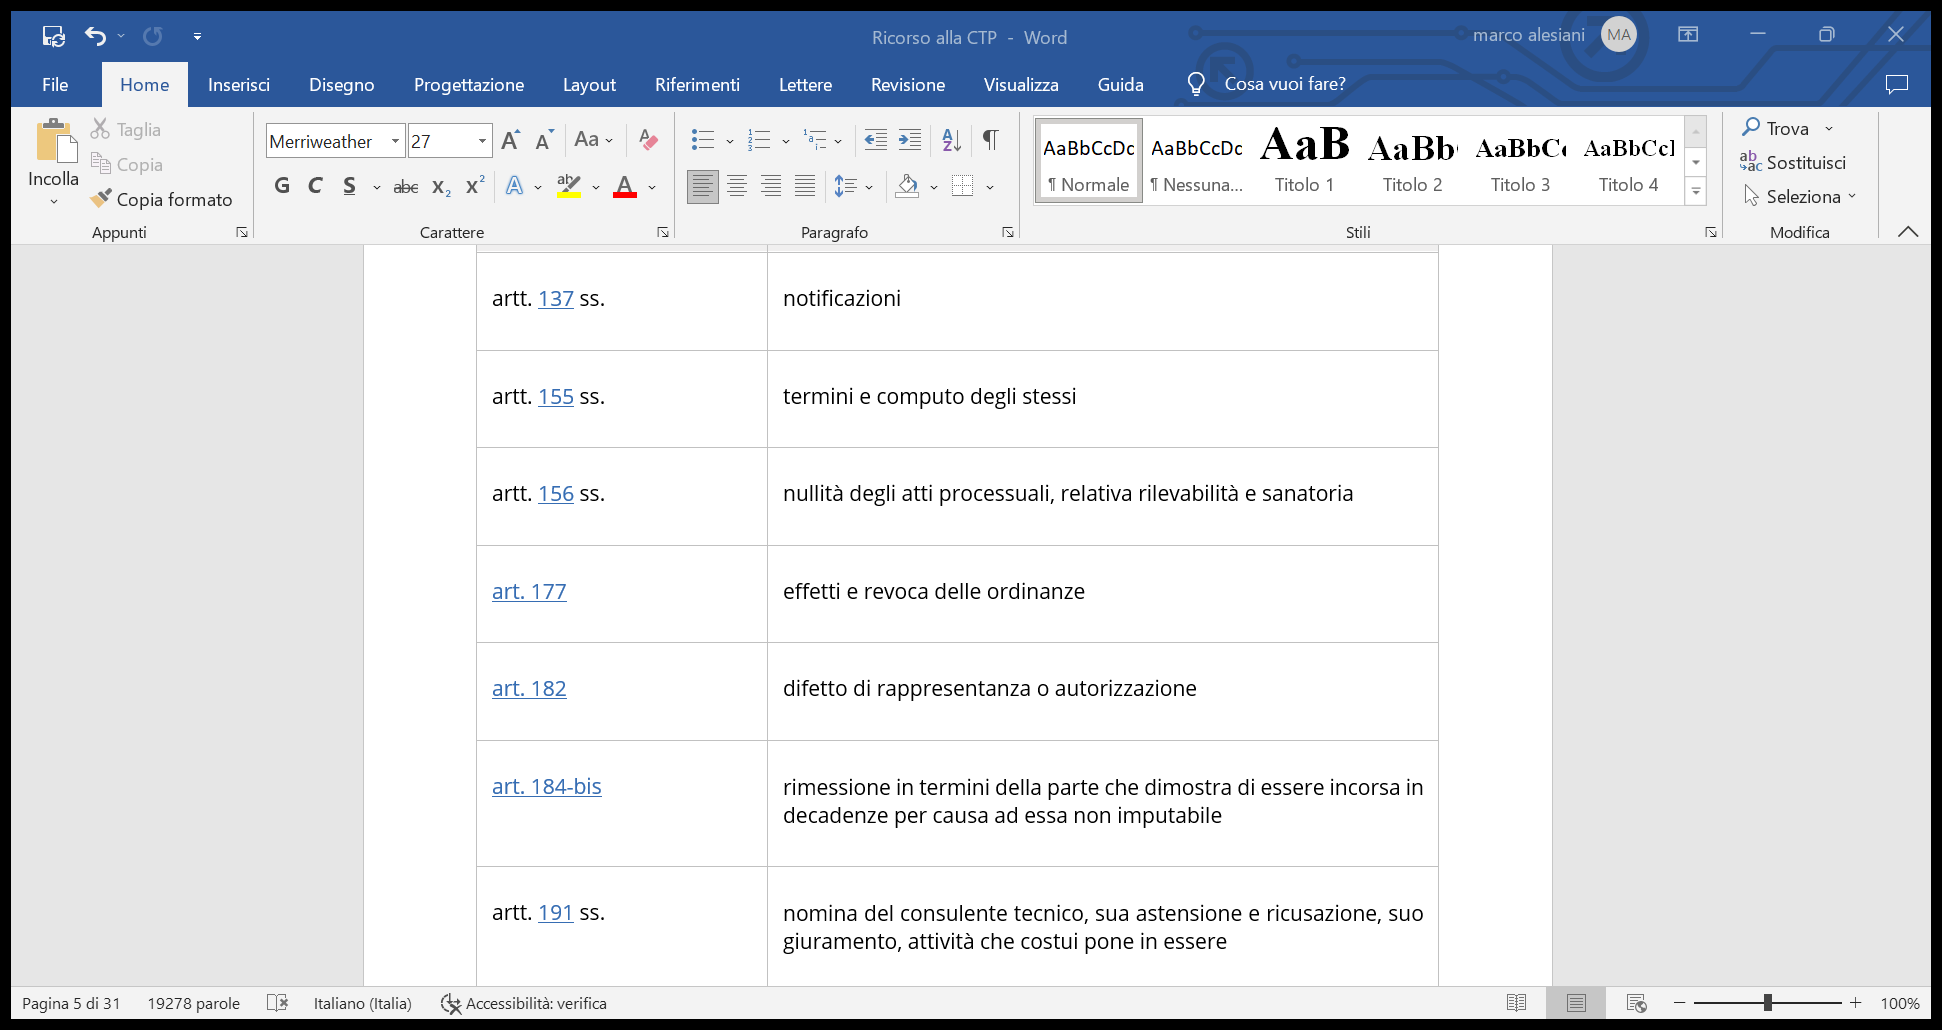 Ricorso alla CTP - Word
marco alesiani MA
File Home Inserisci Disegno Progettazione Layout Riferimenti Lettere Revisione Visualizza Guida Cosa vuoi fare?
Incolla
Taglia
Copia
Copia formato
Appunti
Merriweather 27
Aa
G C S abc x2 x2 A ab A
Carattere
Paragrafo
AaBbCcDc
¶ Normale
AaBbCcDc
¶ Nessuna...
AaB
Titolo 1
AaBb
Titolo 2
AaBbC
Titolo 3
AaBbCcI
Titolo 4
Stili
Trova
Sostituisci
Seleziona
Modifica
artt. 137 ss. notificazioni
artt. 155 ss. termini e computo degli stessi
artt. 156 ss. nullità degli atti processuali, relativa rilevabilità e sanatoria
art. 177 effetti e revoca delle ordinanze
art. 182 difetto di rappresentanza o autorizzazione
art. 184-bis rimessione in termini della parte che dimostra di essere incorsa in
decadenze per causa ad essa non imputabile
artt. 191 ss. nomina del consulente tecnico, sua astensione e ricusazione, suo
giuramento, attività che costui pone in essere
Pagina 5 di 31 19278 parole Italiano (Italia) Accessibilità: verifica 100%